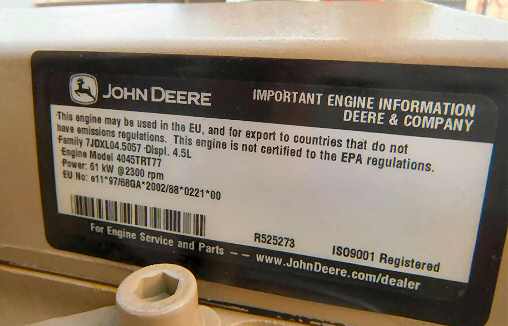 JOHN DEERE
IMPORTANT ENGINE INFORMATION
DEERE & COMPANY
This engine may be used in the EU, and for export to countries that do not
have emissions regulations. This engine is not certified to the EPA regulations.
Family 7JDXL04.5057 Displ. 4.5L
Engine Model 4045TRT77
Power: 61 kW @2300 rpm
EU No: e11*97/68GA*2002/88*0221*00
R525273 ISO9001 Registered
For Engine Service and Parts -- www.JohnDeere.com/dealer